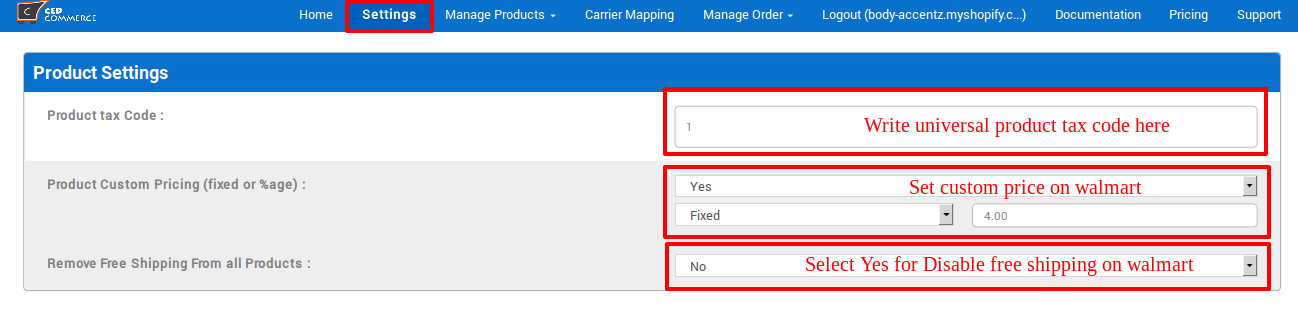 CED COMMERCE
Home Settings Manage Products Carrier Mapping Manage Order Logout (body-accentz.myshopify.c...) Documentation Pricing Support
Product Settings
Product tax Code :
1 Write universal product tax code here
Product Custom Pricing (fixed or %age) :
Yes Set custom price on walmart
Fixed 4.00
Remove Free Shipping From all Products :
No Select Yes for Disable free shipping on walmart